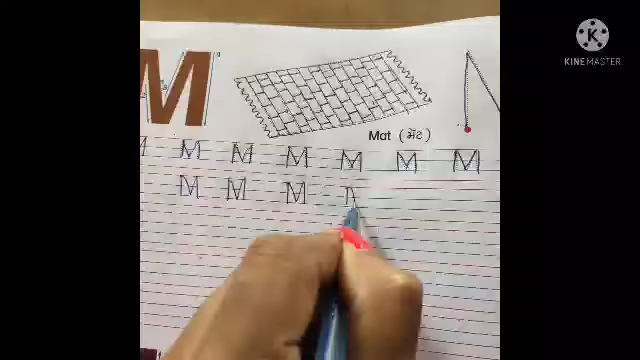 M
K
KINEMASTER
Mat (मॅट)
M M M M M M
M M M